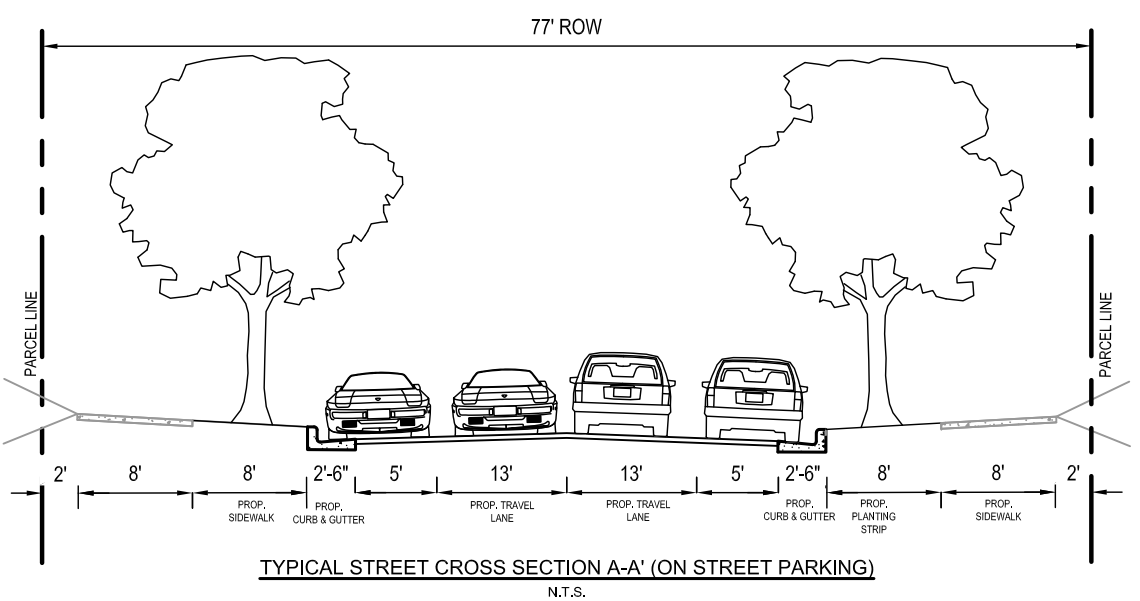 77' ROW
PARCEL LINE
PARCEL LINE
2' 8' 8' 2'-6" 5' 13' 13' 5' 2'-6" 8' 8' 2'
PROP.
SIDEWALK
PROP.
CURB & GUTTER
PROP. TRAVEL
LANE
PROP. TRAVEL
LANE
PROP.
CURB & GUTTER
PROP.
PLANTING
STRIP
PROP.
SIDEWALK
TYPICAL STREET CROSS SECTION A-A' (ON STREET PARKING)
N.T.S.